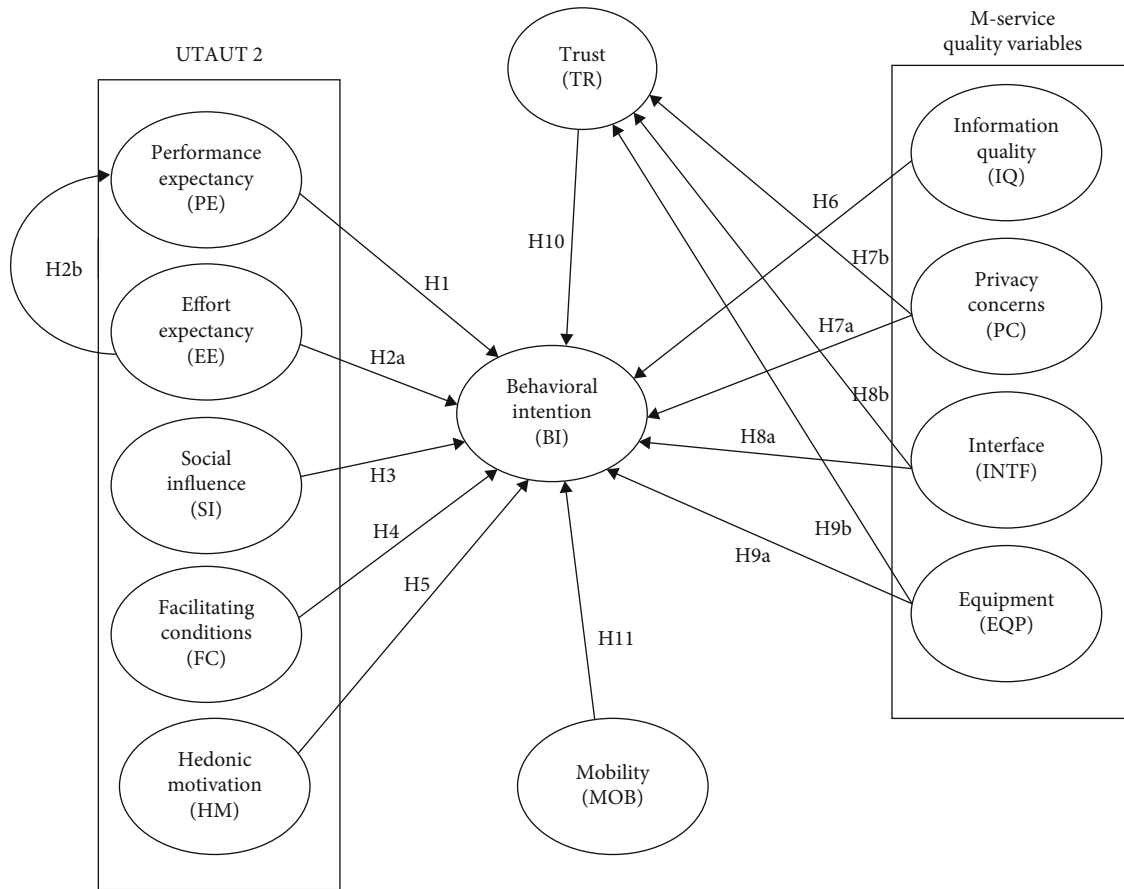 UTAUT 2
Performance
expectancy
(PE)
Effort
expectancy
(EE)
Social
influence
(SI)
Facilitating
conditions
(FC)
Hedonic
motivation
(HM)
H2b
H1
H2a
H3
H4
H5
Trust
(TR)
H10
Behavioral
intention
(BI)
H11
Mobility
(MOB)
H6
H7b
H7a
H8b
H8a
H9b
H9a
M-service
quality variables
Information
quality
(IQ)
Privacy
concerns
(PC)
Interface
(INTF)
Equipment
(EQP)